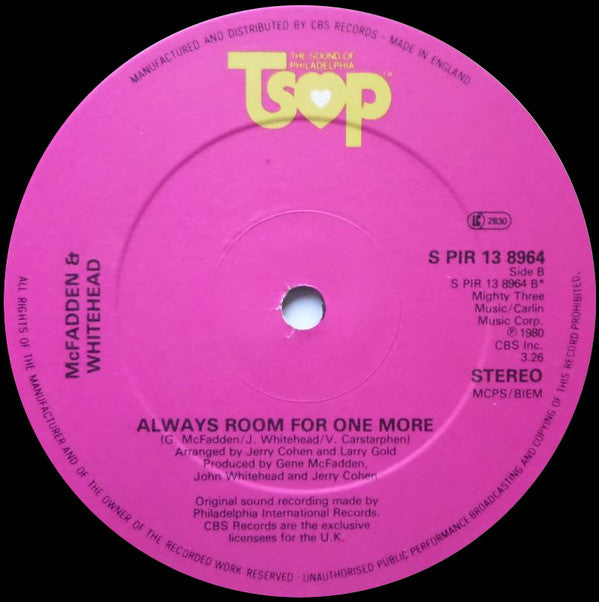 MANUFACTURED AND DISTRIBUTED BY CBS RECORDS · MADE IN ENGLAND
THE SOUND OF
PHILADELPHIA
TSOP™
LC 2830
McFADDEN &
WHITEHEAD
S PIR 13 8964
Side B
S PIR 13 8964 B*
Mighty Three
Music/Carlin
Music Corp.
℗ 1980
CBS Inc.
3.26
STEREO
MCPS/BIEM
ALWAYS ROOM FOR ONE MORE
(G. McFadden/J. Whitehead/V. Carstarphen)
Arranged by Jerry Cohen and Larry Gold
Produced by Gene McFadden,
John Whitehead and Jerry Cohen
Original sound recording made by
Philadelphia International Records.
CBS Records are the exclusive
licensees for the U.K.
ALL RIGHTS OF THE MANUFACTURER AND OF THE OWNER OF THE RECORDED WORK RESERVED · UNAUTHORISED PUBLIC PERFORMANCE BROADCASTING AND COPYING OF THIS RECORD PROHIBITED.